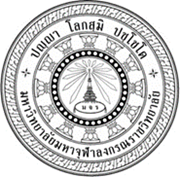 ปญฺญา โลกสฺมิ ปชฺโชโต
มจร
มหาวิทยาลัยมหาจุฬาลงกรณราชวิทยาลัย